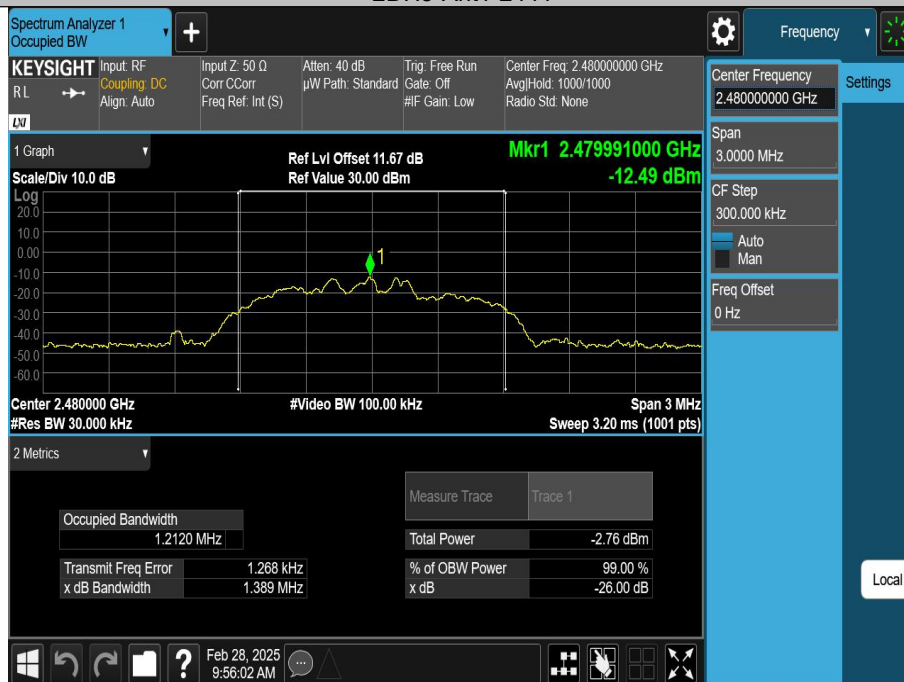 Spectrum Analyzer 1
Occupied BW
Frequency
KEYSIGHT
RL
LXI
Input: RF
Coupling: DC
Align: Auto
Input Z: 50 Ω
Corr CCorr
Freq Ref: Int (S)
Atten: 40 dB
µW Path: Standard
Trig: Free Run
Gate: Off
#IF Gain: Low
Center Freq: 2.480000000 GHz
Avg|Hold: 1000/1000
Radio Std: None
Center Frequency
2.480000000 GHz
Settings
Span
3.0000 MHz
CF Step
300.000 kHz
Auto
Man
Freq Offset
0 Hz
Local
1 Graph
Scale/Div 10.0 dB
Ref Lvl Offset 11.67 dB
Ref Value 30.00 dBm
Mkr1 2.479991000 GHz
-12.49 dBm
Log
20.0
10.0
0.00
-10.0
-20.0
-30.0
-40.0
-50.0
-60.0
1
Center 2.480000 GHz
#Res BW 30.000 kHz
#Video BW 100.00 kHz
Span 3 MHz
Sweep 3.20 ms (1001 pts)
2 Metrics
Measure Trace
Trace 1
Occupied Bandwidth
1.2120 MHz
Total Power
-2.76 dBm
Transmit Freq Error
1.268 kHz
% of OBW Power
99.00 %
x dB Bandwidth
1.389 MHz
x dB
-26.00 dB
?
Feb 28, 2025
9:56:02 AM